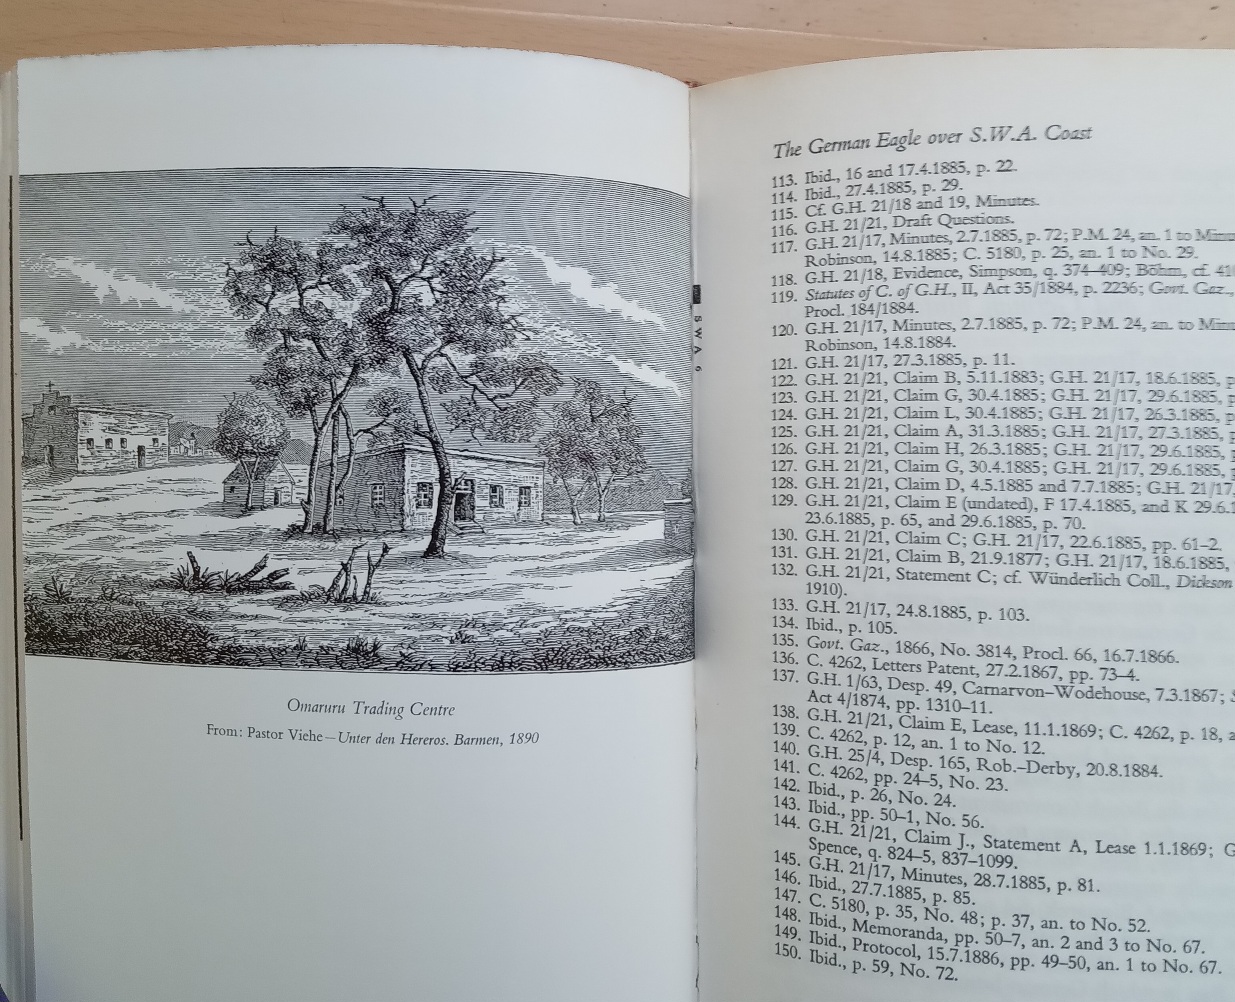 Omaruru Trading Centre
From: Pastor Viehe—Unter den Hereros. Barmen, 1890
SWA 6
The German Eagle over S.W.A. Coast
113. Ibid., 16 and 17.4.1885, p. 22.
114. Ibid., 27.4.1885, p. 29.
115. Cf. G.H. 21/18 and 19, Minutes.
116. G.H. 21/21, Draft Questions.
117. G.H. 21/17, Minutes, 2.7.1885, p. 72; P.M. 24, an. 1 to
Robinson, 14.8.1885; C. 5180, p. 25, an. 1 to No. 29.
118. G.H. 21/18, Evidence, Simpson, q. 374–409; Böhm, cf.
119. Statutes of C. of G.H., II, Act 35/1884, p. 2236; Govt. Gaz.,
Procl. 184/1884.
120. G.H. 21/17, Minutes, 2.7.1885, p. 72; P.M. 24, an. to
Robinson, 14.8.1884.
121. G.H. 21/17, 27.3.1885, p. 11.
122. G.H. 21/21, Claim B, 5.11.1883; G.H. 21/17, 18.6.1885, p
123. G.H. 21/21, Claim G, 30.4.1885; G.H. 21/17, 29.6.1885, p
124. G.H. 21/21, Claim L, 30.4.1885; G.H. 21/17, 26.3.1885, p
125. G.H. 21/21, Claim A, 31.3.1885; G.H. 21/17, 27.3.1885, p
126. G.H. 21/21, Claim H, 26.3.1885; G.H. 21/17, 29.6.1885, p
127. G.H. 21/21, Claim G, 30.4.1885; G.H. 21/17, 29.6.1885, p
128. G.H. 21/21, Claim D, 4.5.1885 and 7.7.1885; G.H. 21/17,
129. G.H. 21/21, Claim E (undated), F 17.4.1885, and K 29.6.1
23.6.1885, p. 65, and 29.6.1885, p. 70.
130. G.H. 21/21, Claim C; G.H. 21/17, 22.6.1885, pp. 61–2,
131. G.H. 21/21, Claim B, 21.9.1877; G.H. 21/17, 18.6.1885,
132. G.H. 21/21, Statement C; cf. Wünderlich Coll., Dickson
1910).
133. G.H. 21/17, 24.8.1885, p. 103.
134. Ibid., p. 105.
135. Govt. Gaz., 1866, No. 3814, Procl. 66, 16.7.1866.
136. C. 4262, Letters Patent, 27.2.1867, pp. 73–4.
137. G.H. 1/63, Desp. 49, Carnarvon–Wodehouse, 7.3.1867;
Act 4/1874, pp. 1310–11.
138. G.H. 21/21, Claim E, Lease, 11.1.1869; C. 4262, p. 18, a
139. C. 4262, p. 12, an. 1 to No. 12.
140. G.H. 25/4, Desp. 165, Rob.–Derby, 20.8.1884.
141. C. 4262, pp. 24–5, No. 23.
142. Ibid., p. 26, No. 24.
143. Ibid., pp. 50–1, No. 56.
144. G.H. 21/21, Claim J., Statement A, Lease 1.1.1869; G
Spence, q. 824–5, 837–1099.
145. G.H. 21/17, Minutes, 28.7.1885, p. 81.
146. Ibid., 27.7.1885, p. 85.
147. C. 5180, p. 35, No. 48; p. 37, an. to No. 52.
148. Ibid., Memoranda, pp. 50–7, an. 2 and 3 to No. 67.
149. Ibid., Protocol, 15.7.1886, pp. 49–50, an. 1 to No. 67.
150. Ibid., p. 59, No. 72.